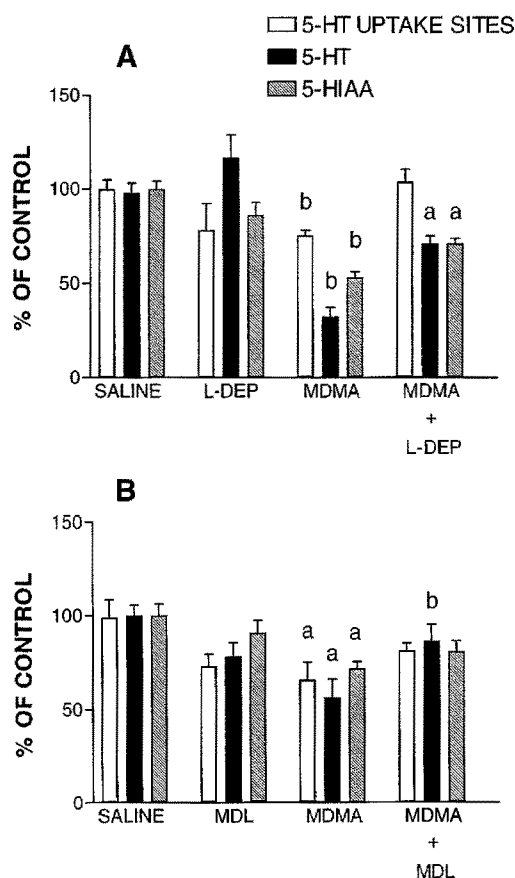 5-HT UPTAKE SITES
5-HT
5-HIAA
A
% OF CONTROL
150
100
50
0
b
b
b
a
a
SALINE
L-DEP
MDMA
MDMA
+
L-DEP
B
% OF CONTROL
150
100
50
0
a
a
a
b
SALINE
MDL
MDMA
MDMA
+
MDL